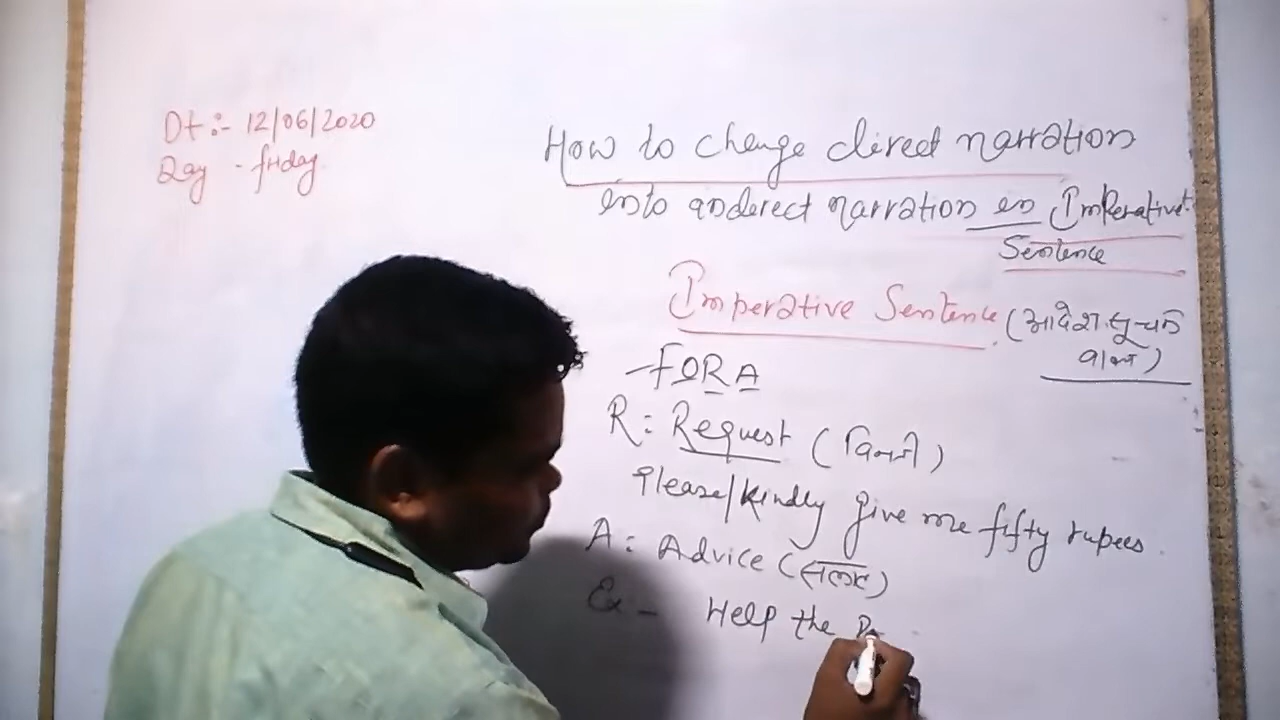 Dt :- 12/06/2020
Day - friday
How to change direct narration
into anderect narration in Imperative
Sentence
Imperative Sentence (आदेश सूचक
वाक्य)
- FORA
R : Request (विनती)
Please/Kindly give me fifty rupees.
A : Advice (सलाह)
Ex - Help the